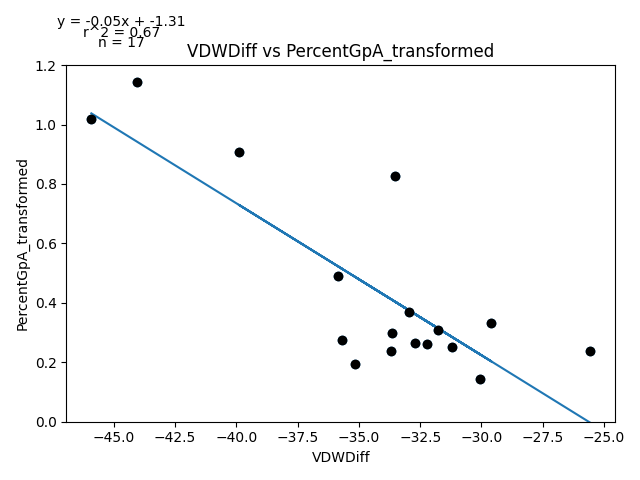 y = -0.05x + -1.31
r^2 = 0.67
n = 17
VDWDiff vs PercentGpA_transformed
1.2
1.0
0.8
0.6
0.4
0.2
0.0
PercentGpA_transformed
−45.0 −42.5 −40.0 −37.5 −35.0 −32.5 −30.0 −27.5 −25.0
VDWDiff